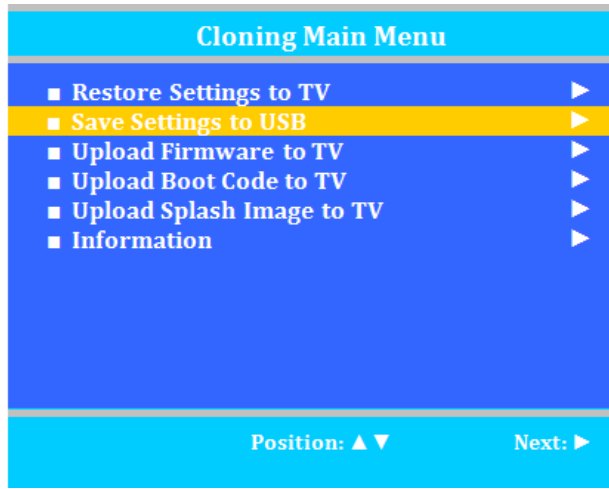 Cloning Main Menu
■ Restore Settings to TV ▶
■ Save Settings to USB ▶
■ Upload Firmware to TV ▶
■ Upload Boot Code to TV ▶
■ Upload Splash Image to TV ▶
■ Information ▶
Position: ▲▼ Next: ▶